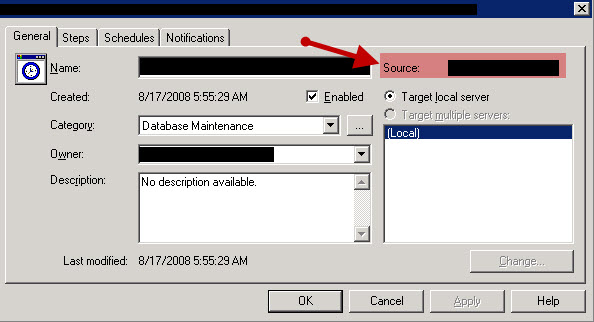 General Steps Schedules Notifications
Name:
Source:
Created: 8/17/2008 5:55:29 AM Enabled
Target local server
Category: Database Maintenance ...
Target multiple servers:
(Local)
Owner:
Description: No description available.
Last modified: 8/17/2008 5:55:29 AM
Change...
OK Cancel Apply Help